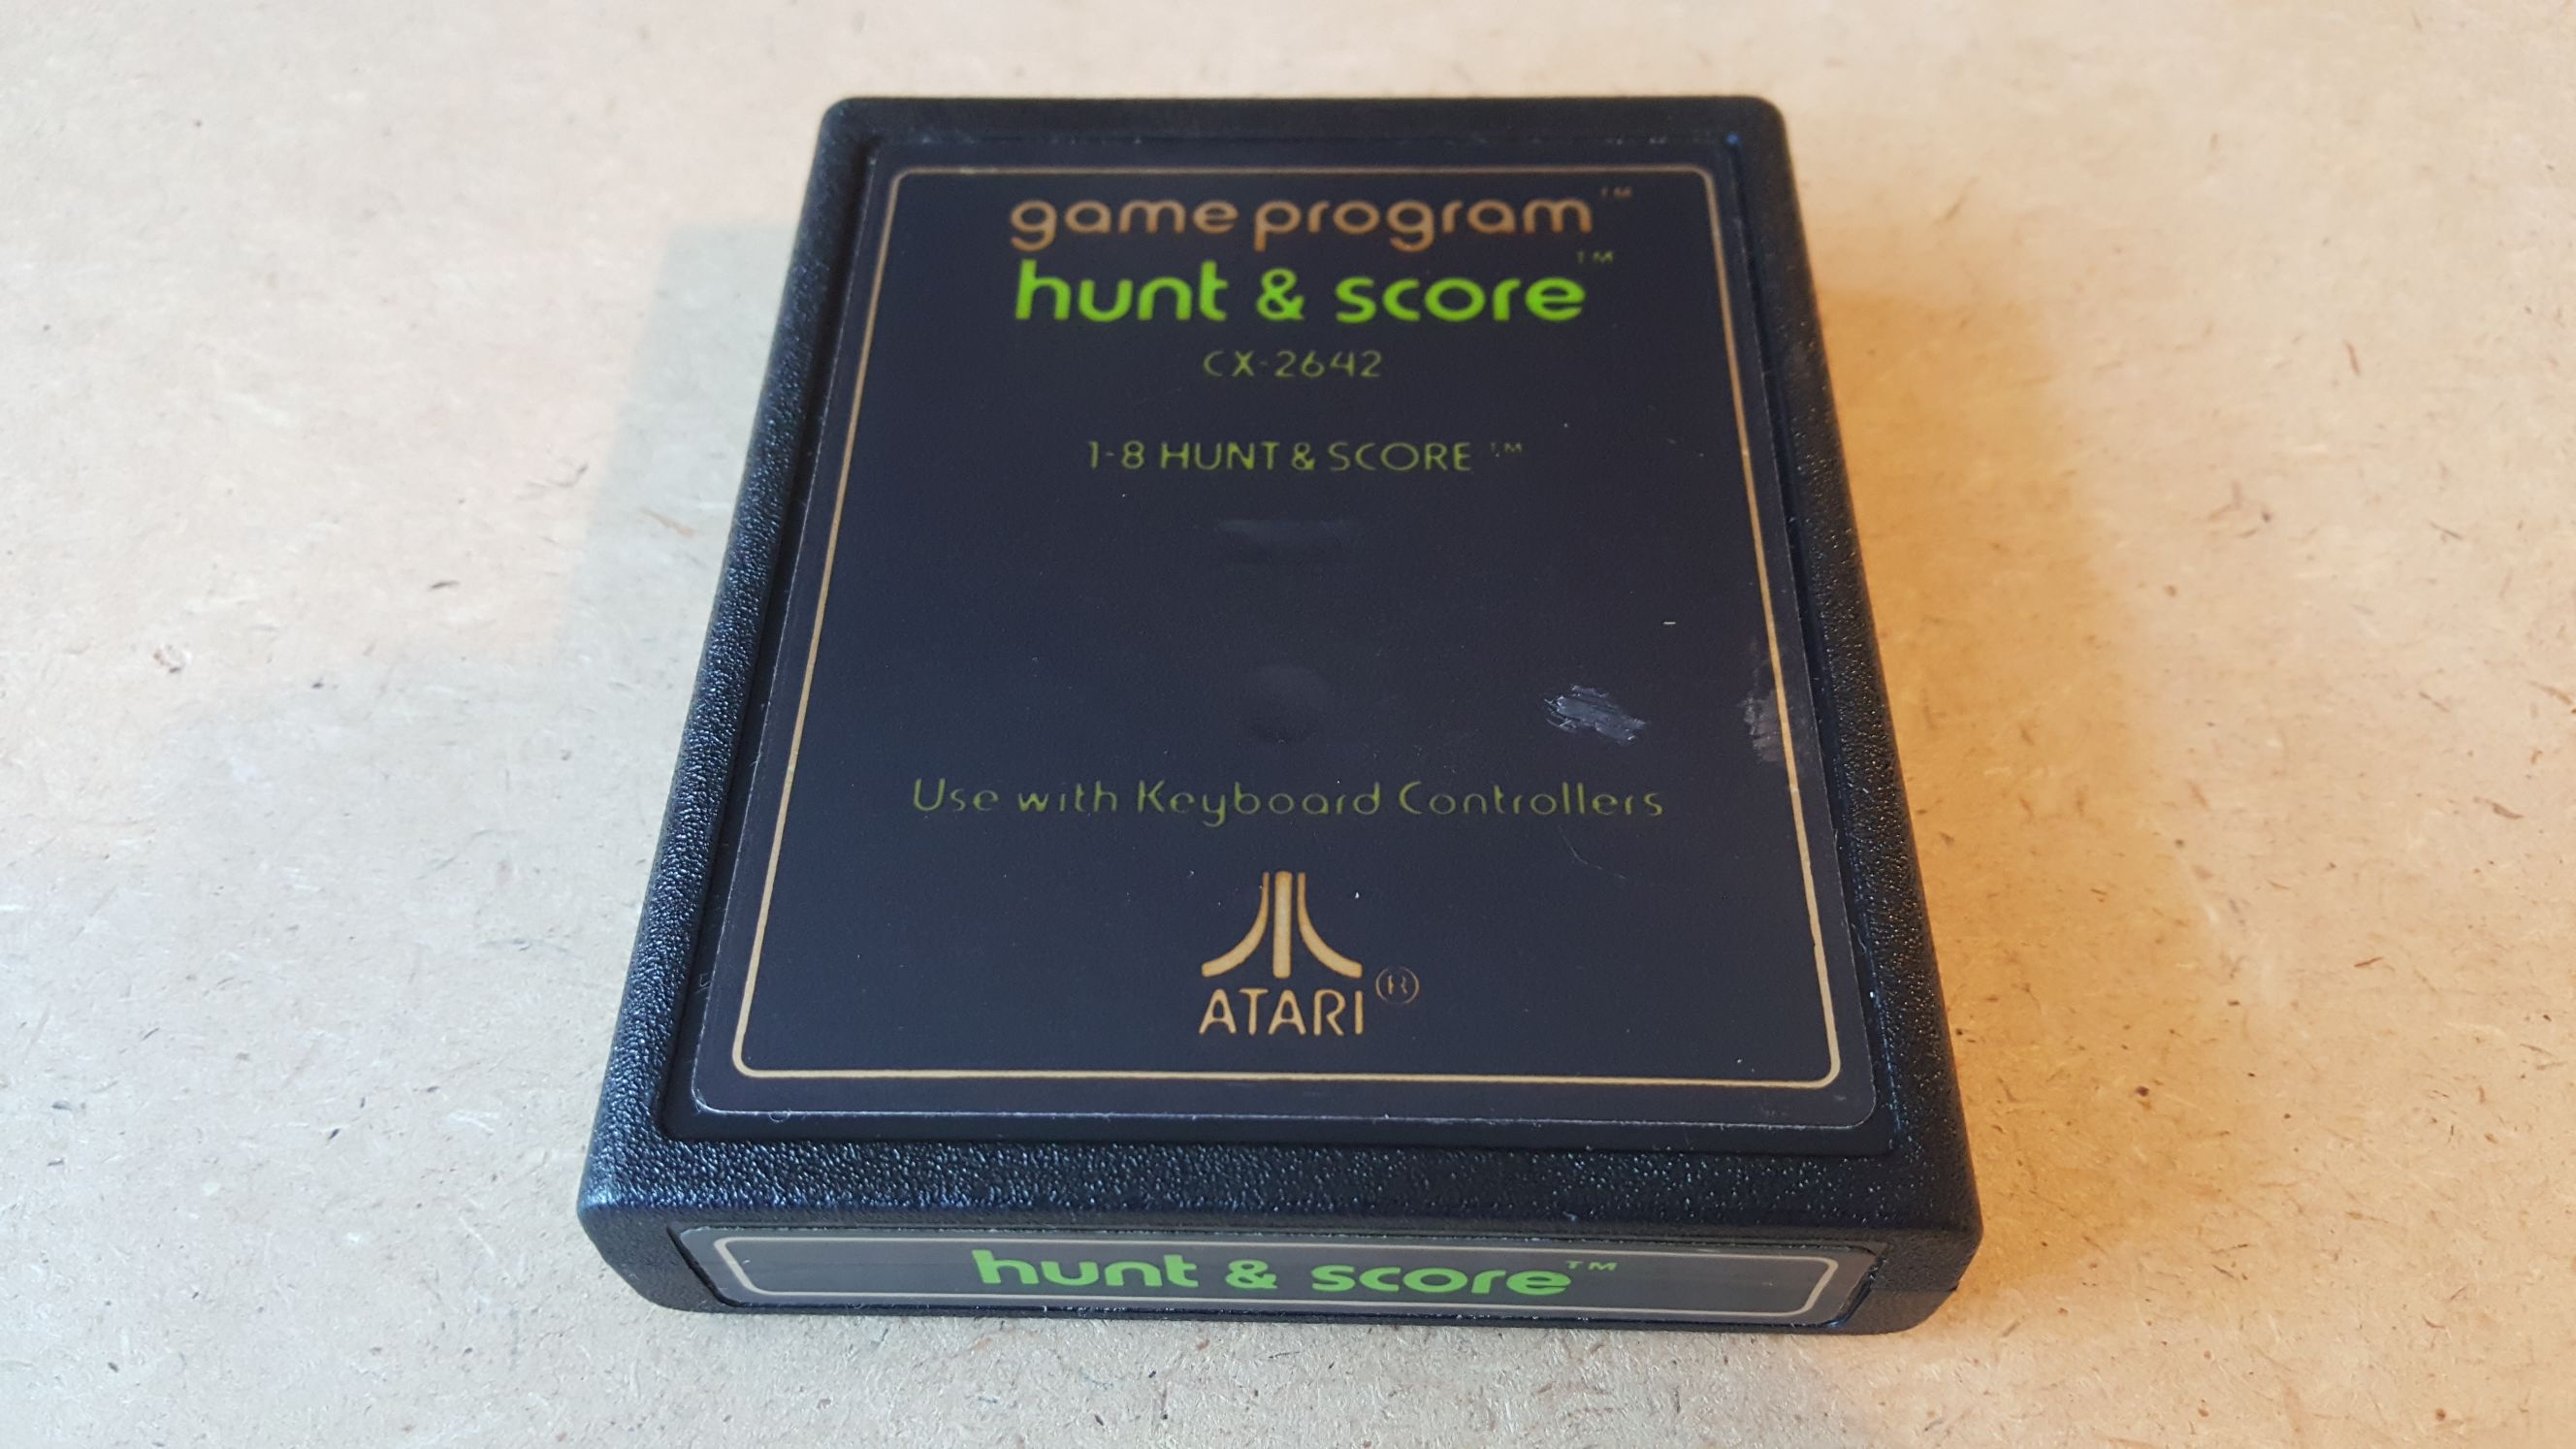 game program™
hunt & score™
CX-2642
1-8 HUNT & SCORE™
Use with Keyboard Controllers
ATARI®
hunt & score™